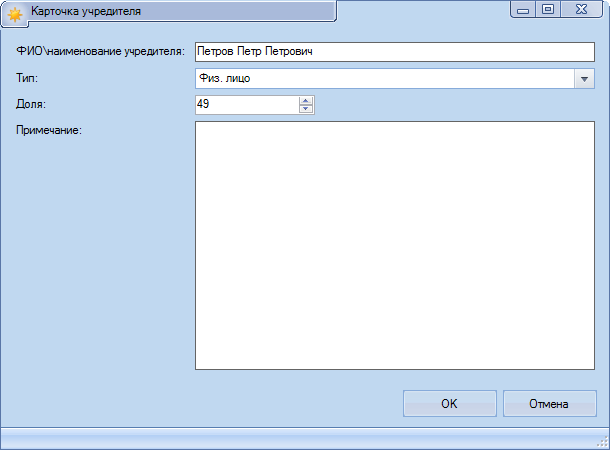 Карточка учредителя
ФИО\наименование учредителя: Петров Петр Петрович
Тип: Физ. лицо
Доля: 49
Примечание:
OK Отмена